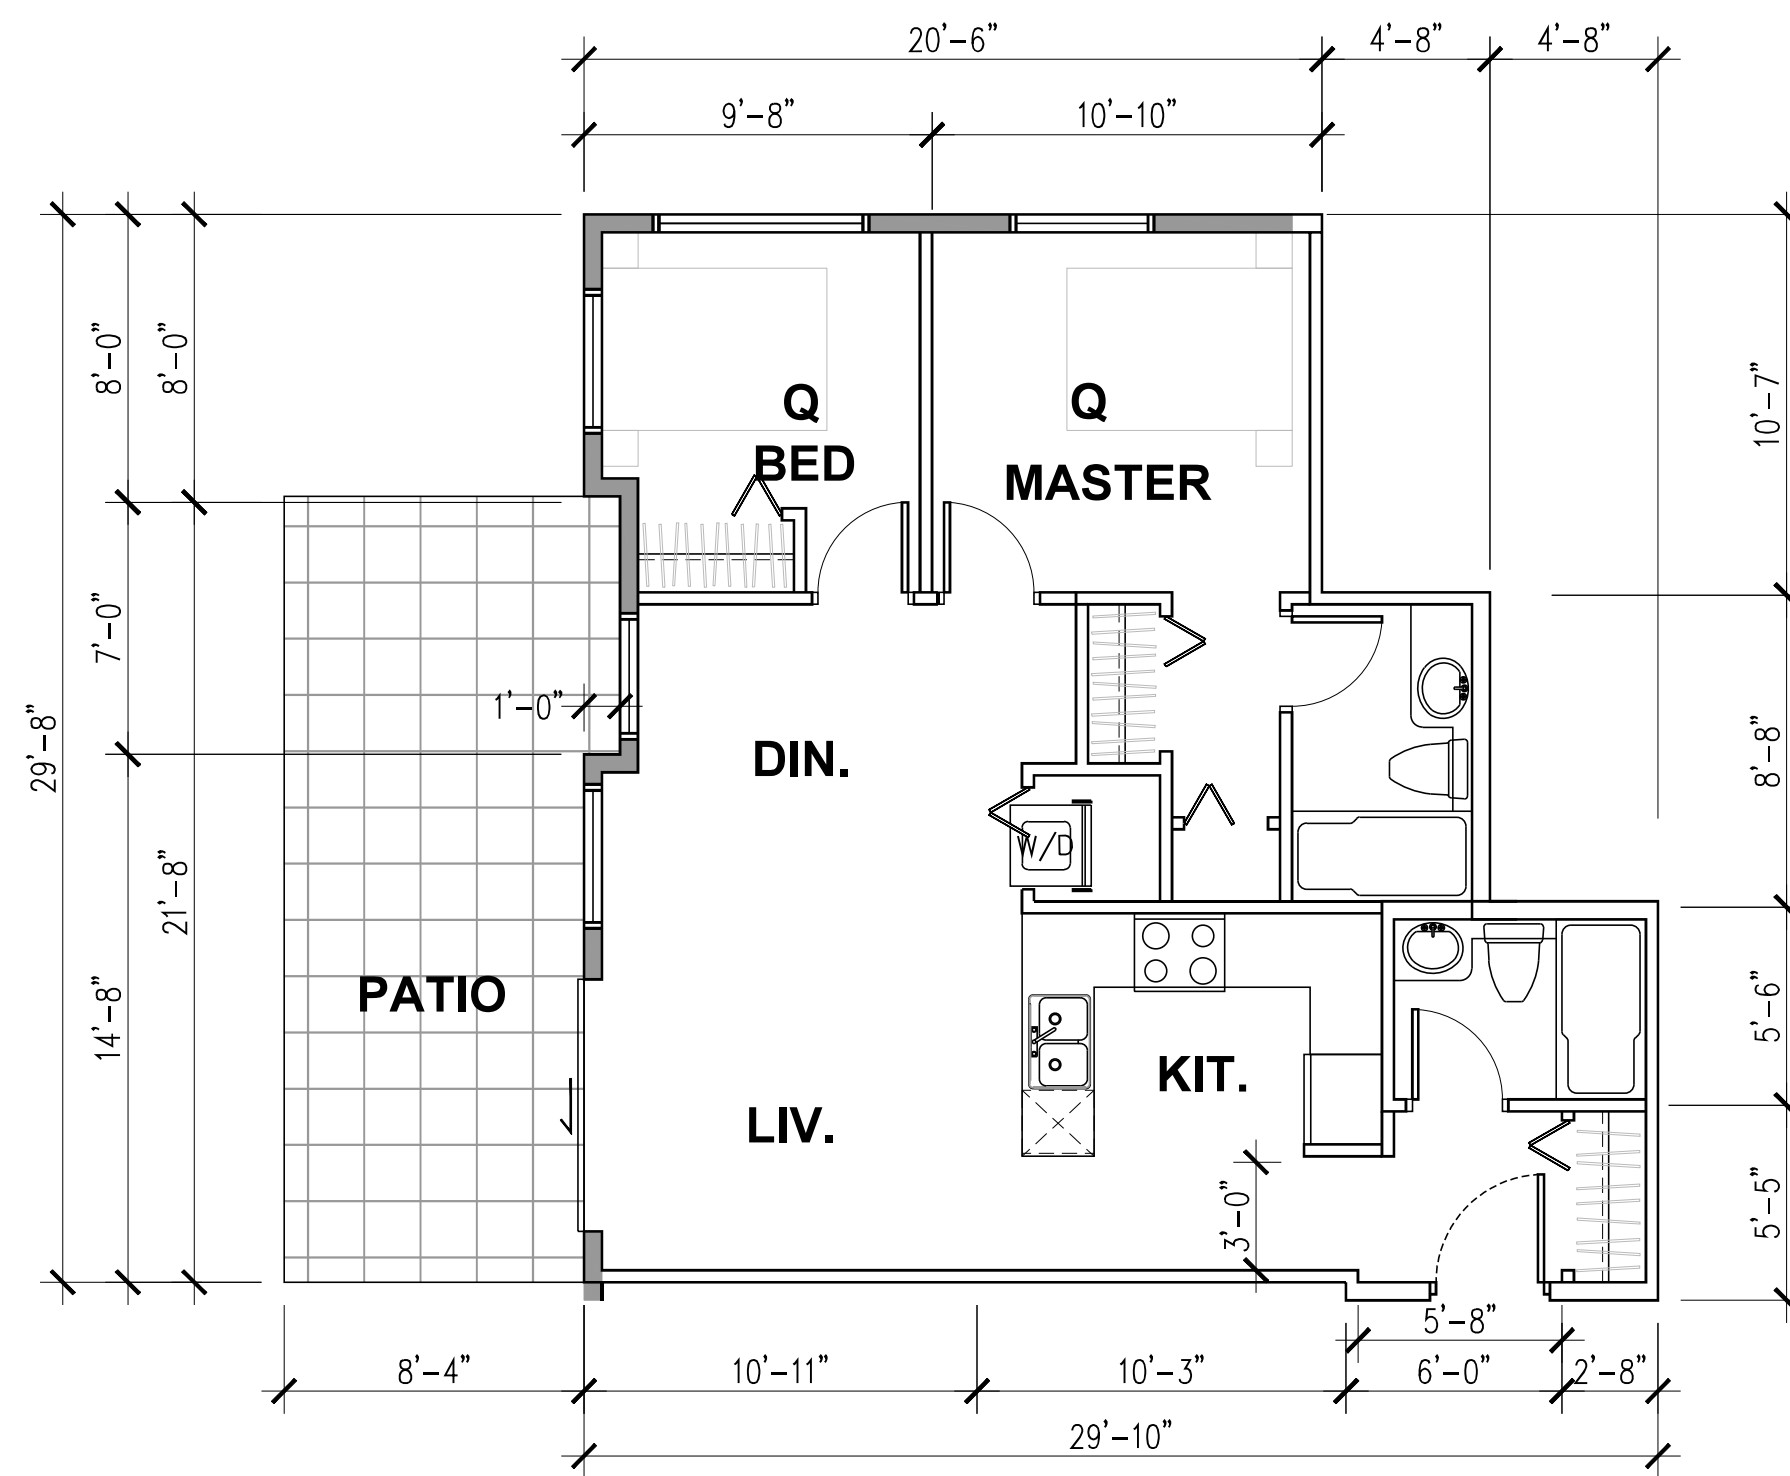 20'-6"
4'-8"
4'-8"
9'-8"
10'-10"
8'-0"
8'-0"
10'-7"
Q
Q
BED
MASTER
7'-0"
1'-0"
29'-8"
DIN.
8'-8"
W/D
21'-8"
14'-8"
PATIO
5'-6"
KIT.
LIV.
3'-0"
5'-5"
5'-8"
8'-4"
10'-11"
10'-3"
6'-0"
2'-8"
29'-10"